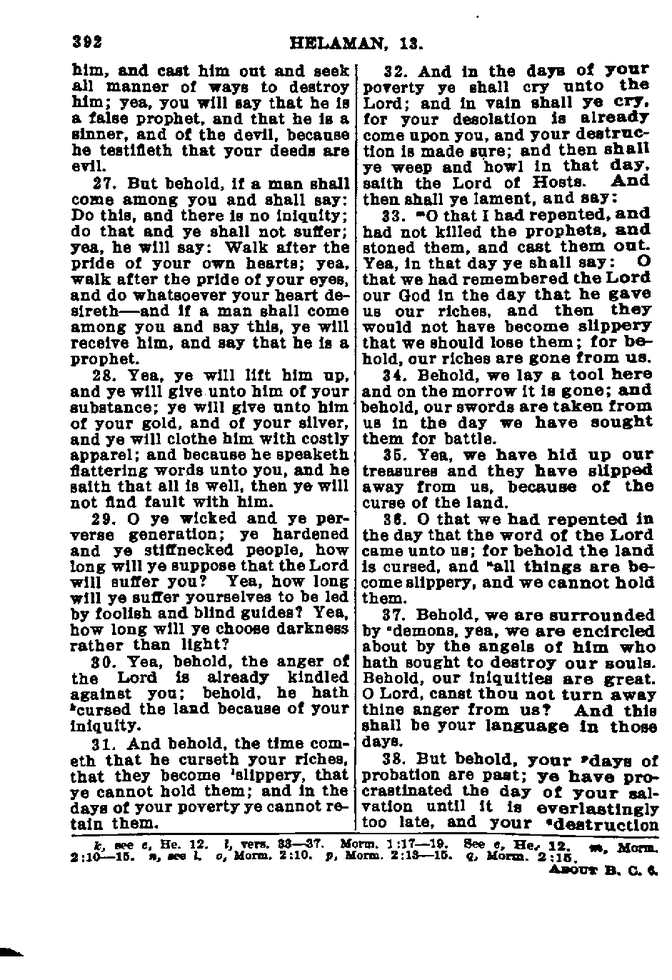 392
HELAMAN, 13.
him, and cast him out and seek
all manner of ways to destroy
him; yea, you will say that he is
a false prophet, and that he is a
sinner, and of the devil, because
he testifieth that your deeds are
evil.
27. But behold, if a man shall
come among you and shall say:
Do this, and there is no iniquity;
do that and ye shall not suffer;
yea, he will say: Walk after the
pride of your own hearts; yea,
walk after the pride of your eyes,
and do whatsoever your heart de-
sireth—and if a man shall come
among you and say this, ye will
receive him, and say that he is a
prophet.
28. Yea, ye will lift him up,
and ye will give unto him of your
substance; ye will give unto him
of your gold, and of your silver,
and ye will clothe him with costly
apparel; and because he speaketh
flattering words unto you, and he
saith that all is well, then ye will
not find fault with him.
29. O ye wicked and ye per-
verse generation; ye hardened
and ye stiffnecked people, how
long will ye suppose that the Lord
will suffer you? Yea, how long
will ye suffer yourselves to be led
by foolish and blind guides? Yea,
how long will ye choose darkness
rather than light?
30. Yea, behold, the anger of
the Lord is already kindled
against you; behold, he hath
ᵏcursed the land because of your
iniquity.
31. And behold, the time com-
eth that he curseth your riches,
that they become ˡslippery, that
ye cannot hold them; and in the
days of your poverty ye cannot re-
tain them.
32. And in the days of your
poverty ye shall cry unto the
Lord; and in vain shall ye cry,
for your desolation is already
come upon you, and your destruc-
tion is made sure; and then shall
ye weep and howl in that day,
saith the Lord of Hosts. And
then shall ye lament, and say:
33. ᵐO that I had repented, and
had not killed the prophets, and
stoned them, and cast them out.
Yea, in that day ye shall say: O
that we had remembered the Lord
our God in the day that he gave
us our riches, and then they
would not have become slippery
that we should lose them; for be-
hold, our riches are gone from us.
34. Behold, we lay a tool here
and on the morrow it is gone; and
behold, our swords are taken from
us in the day we have sought
them for battle.
35. Yea, we have hid up our
treasures and they have slipped
away from us, because of the
curse of the land.
36. O that we had repented in
the day that the word of the Lord
came unto us; for behold the land
is cursed, and ⁿall things are be-
come slippery, and we cannot hold
them.
37. Behold, we are surrounded
by ᵒdemons, yea, we are encircled
about by the angels of him who
hath sought to destroy our souls.
Behold, our iniquities are great.
O Lord, canst thou not turn away
thine anger from us? And this
shall be your language in those
days.
38. But behold, your ᵖdays of
probation are past; ye have pro-
crastinated the day of your sal-
vation until it is everlastingly
too late, and your ᑫdestruction
k, see e, He. 12. l, vers. 33—37. Morm. 1:17—19. See e, He. 12. m, Morm.
2:10—15. n, see l. o, Morm. 2:10. p, Morm. 2:13—15. q, Morm. 2:15.
ABOUT B. C. 6.